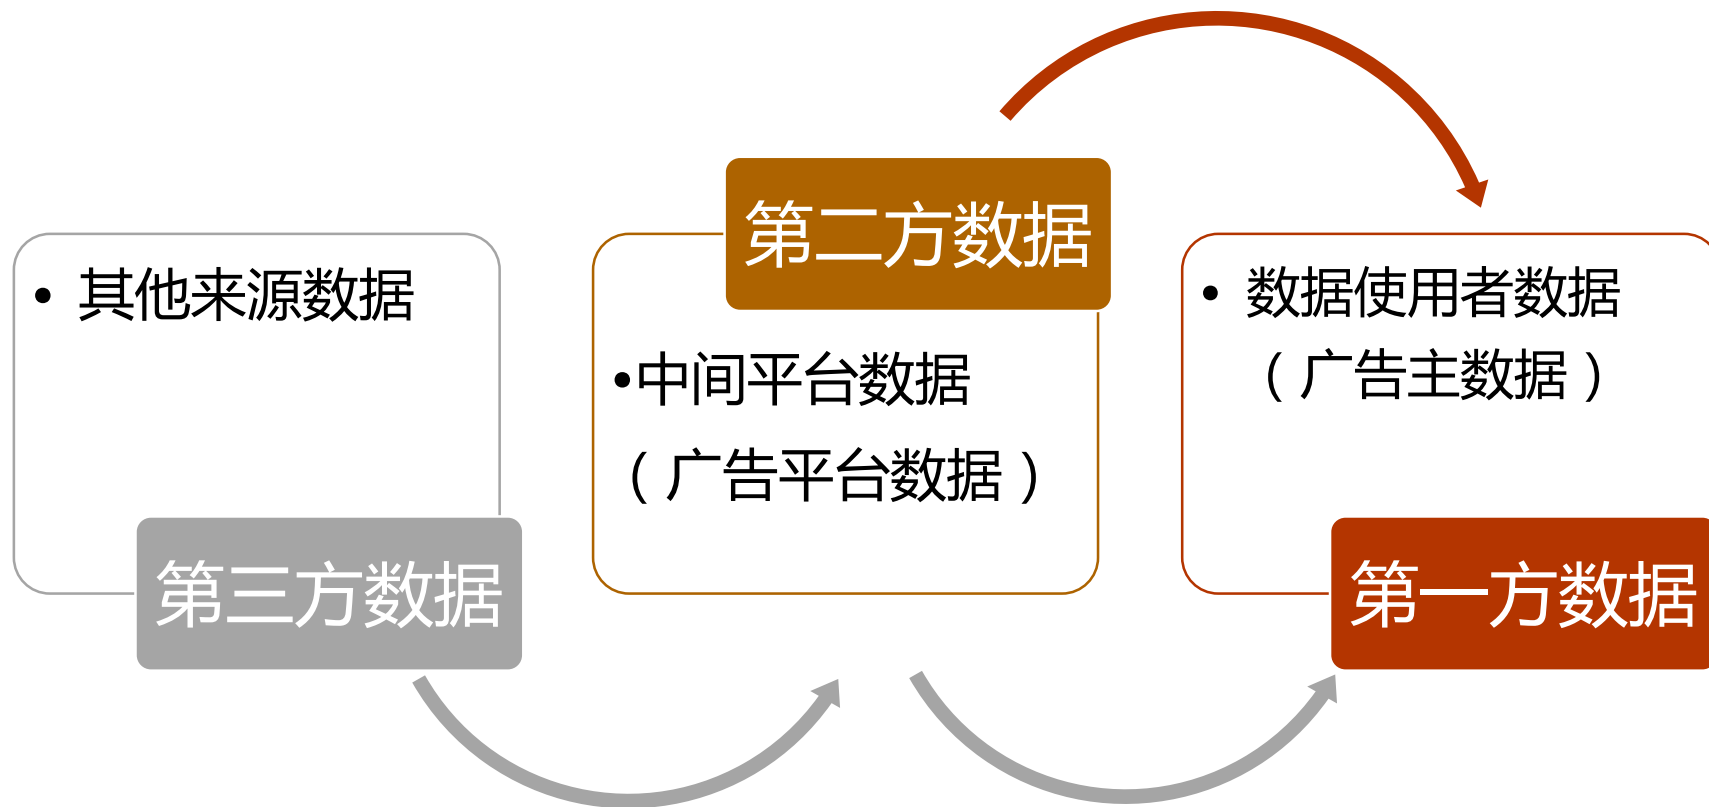 • 其他来源数据
第三方数据
第二方数据
•中间平台数据
（广告平台数据）
• 数据使用者数据
（广告主数据）
第一方数据